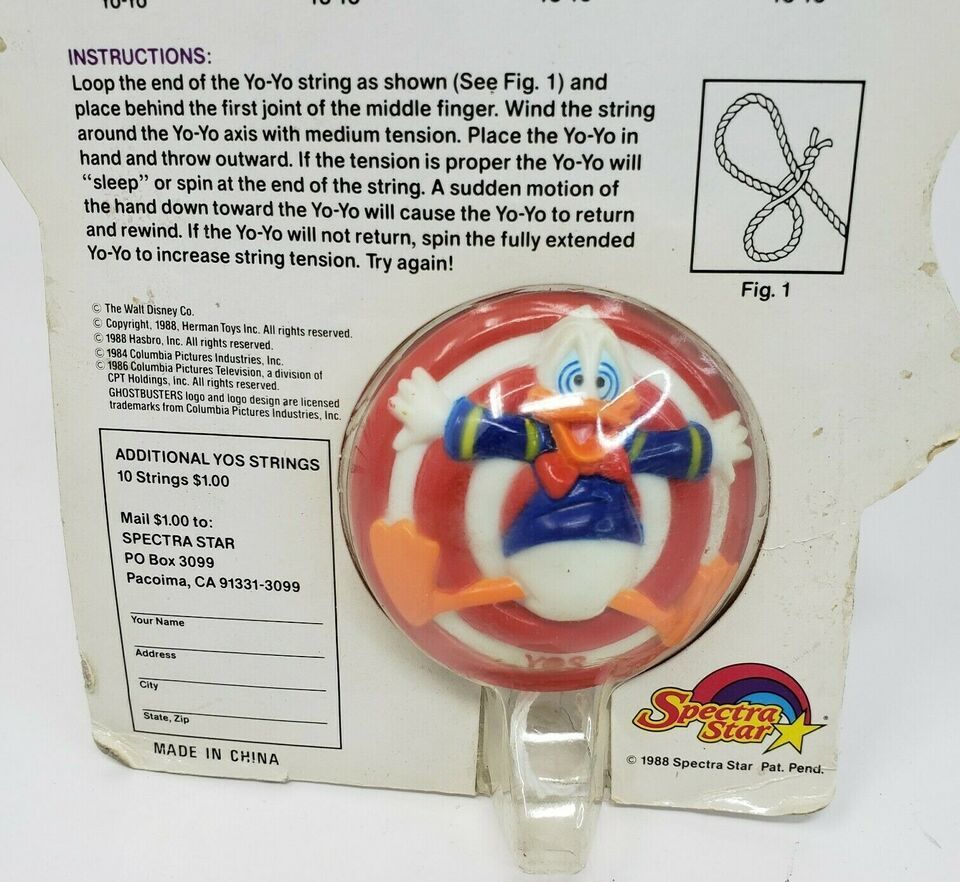 Yo-Yo Yo-Yo Yo-Yo Yo-Yo
INSTRUCTIONS:
Loop the end of the Yo-Yo string as shown (See Fig. 1) and
place behind the first joint of the middle finger. Wind the string
around the Yo-Yo axis with medium tension. Place the Yo-Yo in
hand and throw outward. If the tension is proper the Yo-Yo will
“sleep” or spin at the end of the string. A sudden motion of
the hand down toward the Yo-Yo will cause the Yo-Yo to return
and rewind. If the Yo-Yo will not return, spin the fully extended
Yo-Yo to increase string tension. Try again!
Fig. 1
© The Walt Disney Co.
© Copyright, 1988, Herman Toys Inc. All rights reserved.
© 1988 Hasbro, Inc. All rights reserved.
© 1984 Columbia Pictures Industries, Inc.
© 1986 Columbia Pictures Television, a division of
CPT Holdings, Inc. All rights reserved.
GHOSTBUSTERS logo and logo design are licensed
trademarks from Columbia Pictures Industries, Inc.
ADDITIONAL YOS STRINGS
10 Strings $1.00
Mail $1.00 to:
SPECTRA STAR
PO Box 3099
Pacoima, CA 91331-3099
Your Name
Address
City
State, Zip
MADE IN CHINA
YOS
Spectra
Star
®
© 1988 Spectra Star Pat. Pend.